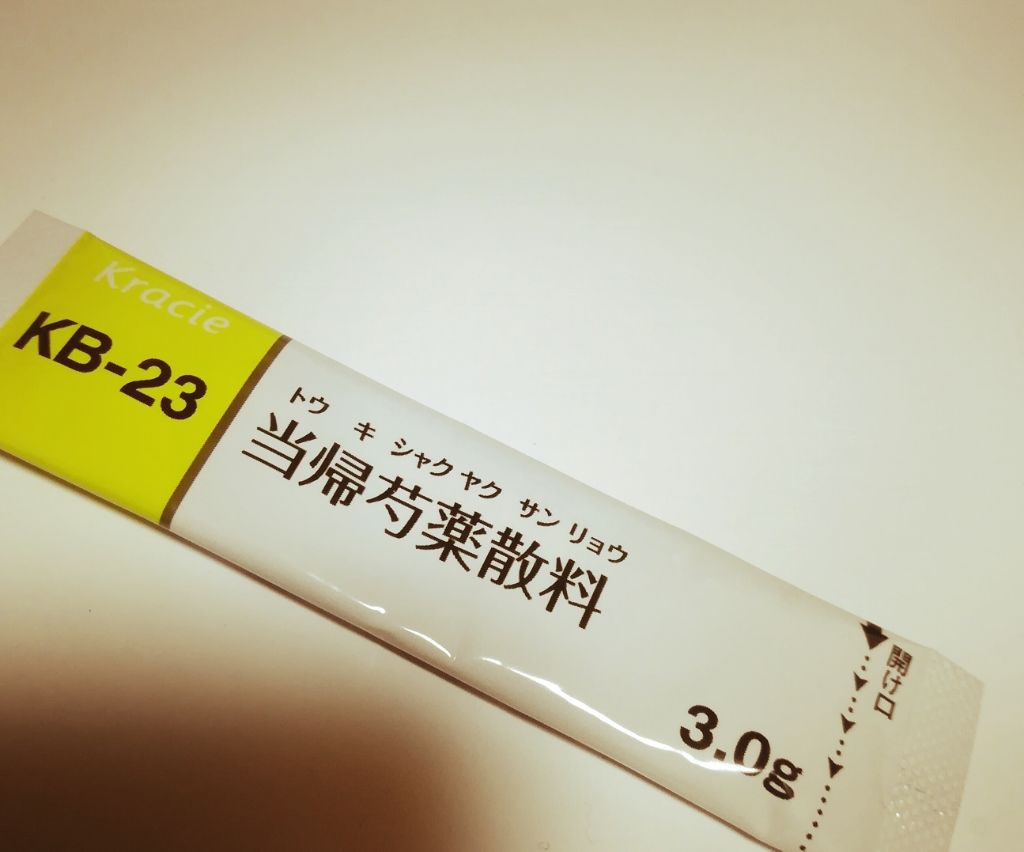 Kracie
KB-23
トウ キ シャク ヤク サン リョウ
当帰芍薬散料
3.0g
開け口